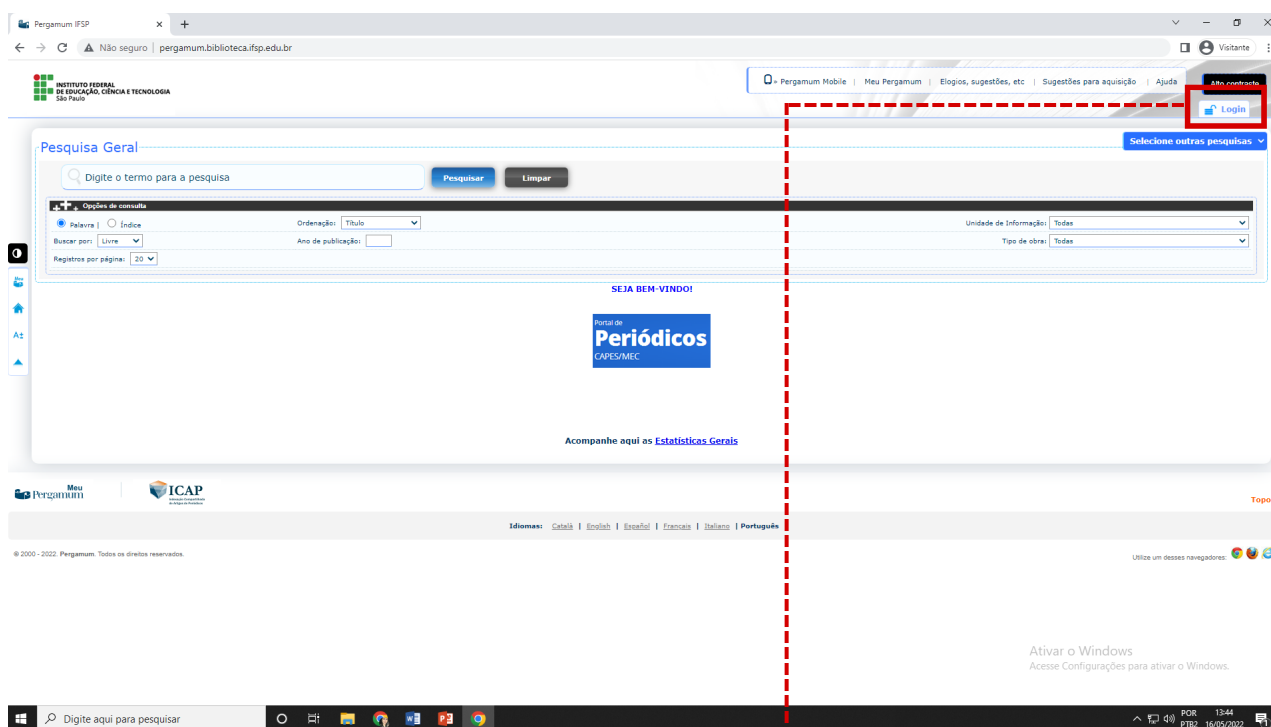 Pergamum IFSP
Não seguro | pergamum.biblioteca.ifsp.edu.br
Visitante
INSTITUTO FEDERAL
DE EDUCAÇÃO, CIÊNCIA E TECNOLOGIA
São Paulo
Pergamum Mobile | Meu Pergamum | Elogios, sugestões, etc | Sugestões para aquisição | Ajuda
Alto contraste
Login
Pesquisa Geral
Selecione outras pesquisas
Digite o termo para a pesquisa
Pesquisar
Limpar
Opções de consulta
Palavra | Índice
Ordenação: Título
Unidade de Informação: Todas
Buscar por: Livre
Ano de publicação:
Tipo de obra: Todas
Registros por página: 20
Meu
A±
SEJA BEM-VINDO!
Portal de
Periódicos
CAPES/MEC
Acompanhe aqui as Estatísticas Gerais
Meu
Pergamum
ICAP
Topo
Idiomas: Català | English | Español | Français | Italiano | Português
© 2000 - 2022. Pergamum. Todos os direitos reservados.
Utilize um desses navegadores:
Ativar o Windows
Acesse Configurações para ativar o Windows.
Digite aqui para pesquisar
POR
PTB2
13:44
16/05/2022